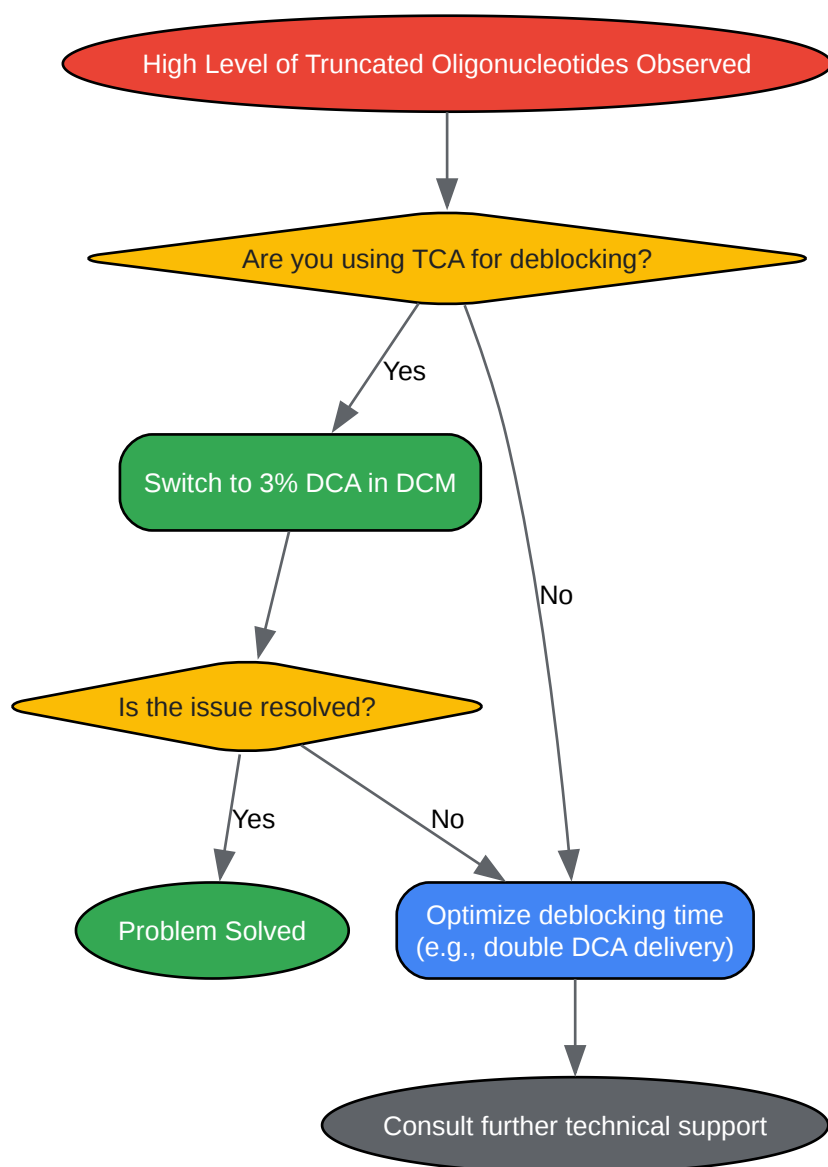 High Level of Truncated Oligonucleotides Observed
Are you using TCA for deblocking?
Yes
Switch to 3% DCA in DCM
No
Is the issue resolved?
Yes
No
Problem Solved
Optimize deblocking time
(e.g., double DCA delivery)
Consult further technical support